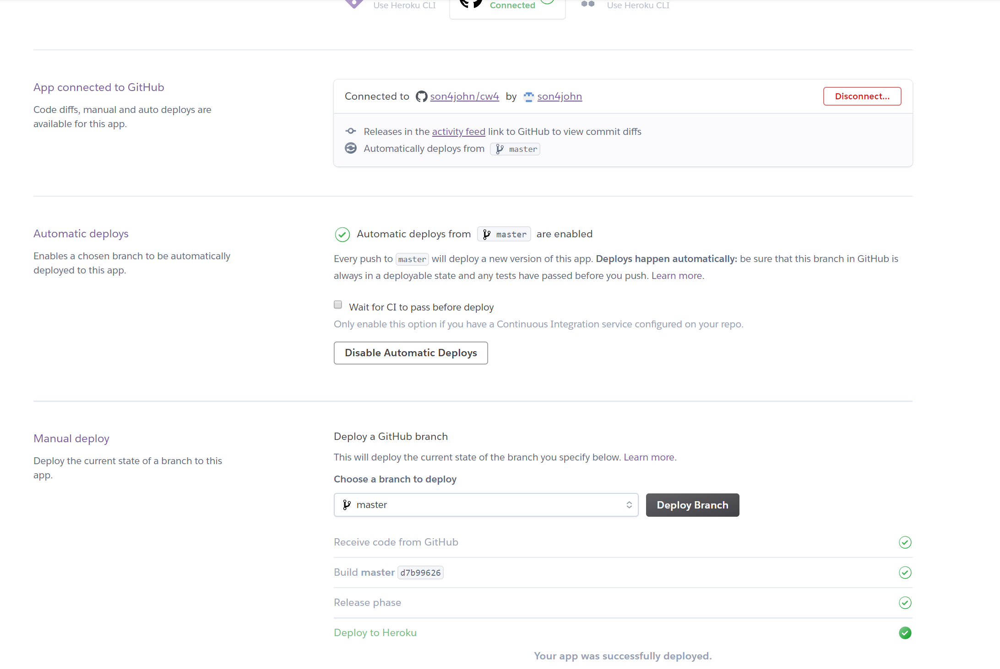 Use Heroku CLI
Connected
Use Heroku CLI
App connected to GitHub
Code diffs, manual and auto deploys are
available for this app.
Connected to son4john/cw4 by son4john
Disconnect...
Releases in the activity feed link to GitHub to view commit diffs
Automatically deploys from master
Automatic deploys
Enables a chosen branch to be automatically
deployed to this app.
Automatic deploys from master are enabled
Every push to master will deploy a new version of this app. Deploys happen automatically: be sure that this branch in GitHub is
always in a deployable state and any tests have passed before you push. Learn more.
Wait for CI to pass before deploy
Only enable this option if you have a Continuous Integration service configured on your repo.
Disable Automatic Deploys
Manual deploy
Deploy the current state of a branch to this
app.
Deploy a GitHub branch
This will deploy the current state of the branch you specify below. Learn more.
Choose a branch to deploy
master
Deploy Branch
Receive code from GitHub
Build master d7b99626
Release phase
Deploy to Heroku
Your app was successfully deployed.